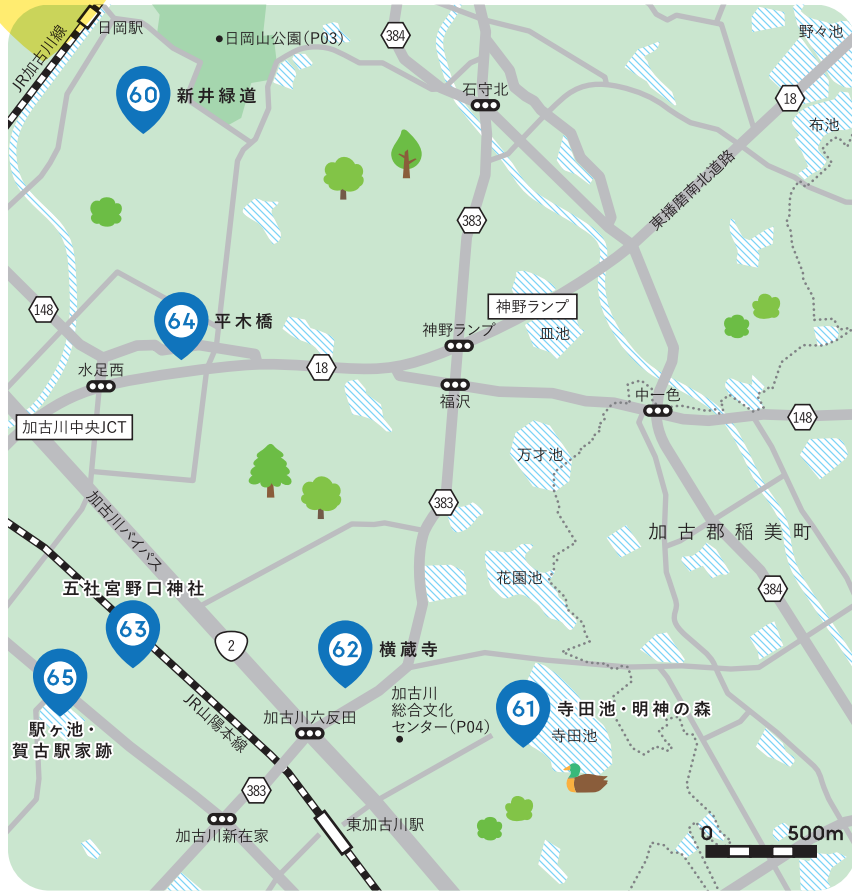 日岡駅
JR加古川線
日岡山公園(P03)
384
野々池
石守北
60
新井緑道
18
布池
東播磨南北道路
383
148
64
平木橋
神野ランプ
神野ランプ
皿池
水足西
18
福沢
中一色
148
加古川中央JCT
万才池
加古川バイパス
383
加古郡稲美町
五社宮野口神社
花園池
384
63
2
62
横蔵寺
65
加古川
総合文化
センター(P04)
61
寺田池・明神の森
寺田池
駅ヶ池・
賀古駅家跡
JR山陽本線
加古川六反田
383
加古川新在家
東加古川駅
0
500m